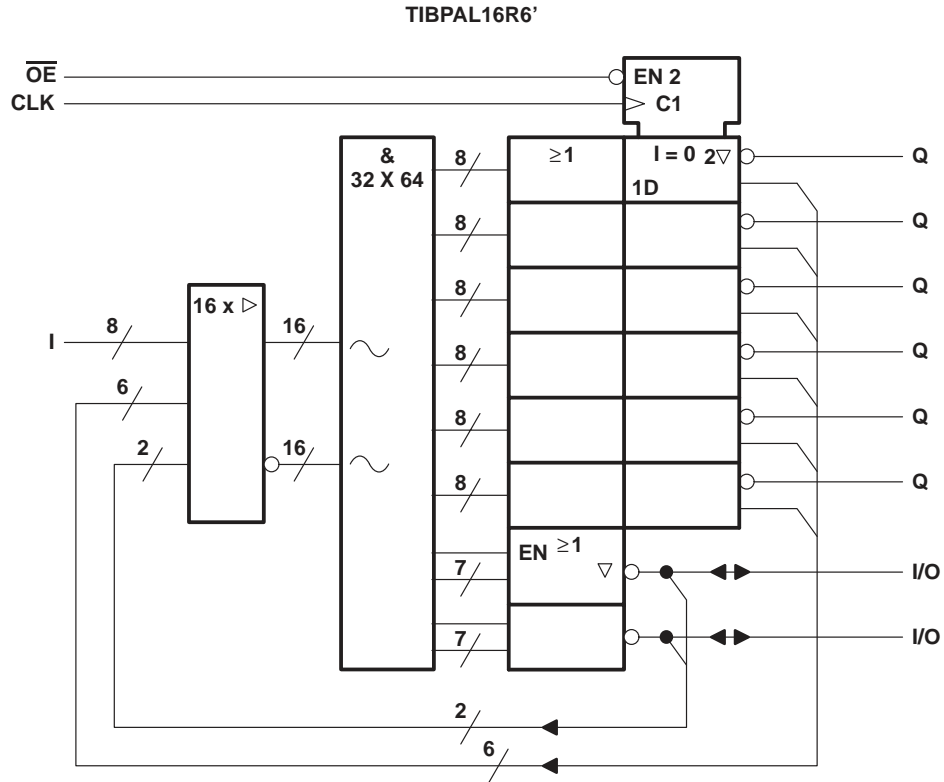 TIBPAL16R6’
OE
EN 2
CLK
C1
&
32 X 64
8
≥1
I = 0 2▽
Q
1D
8
Q
8
Q
16 x ▷
I
8
16
8
Q
6
8
Q
2
16
8
Q
EN ≥1
7
▽
I/O
7
I/O
2
6